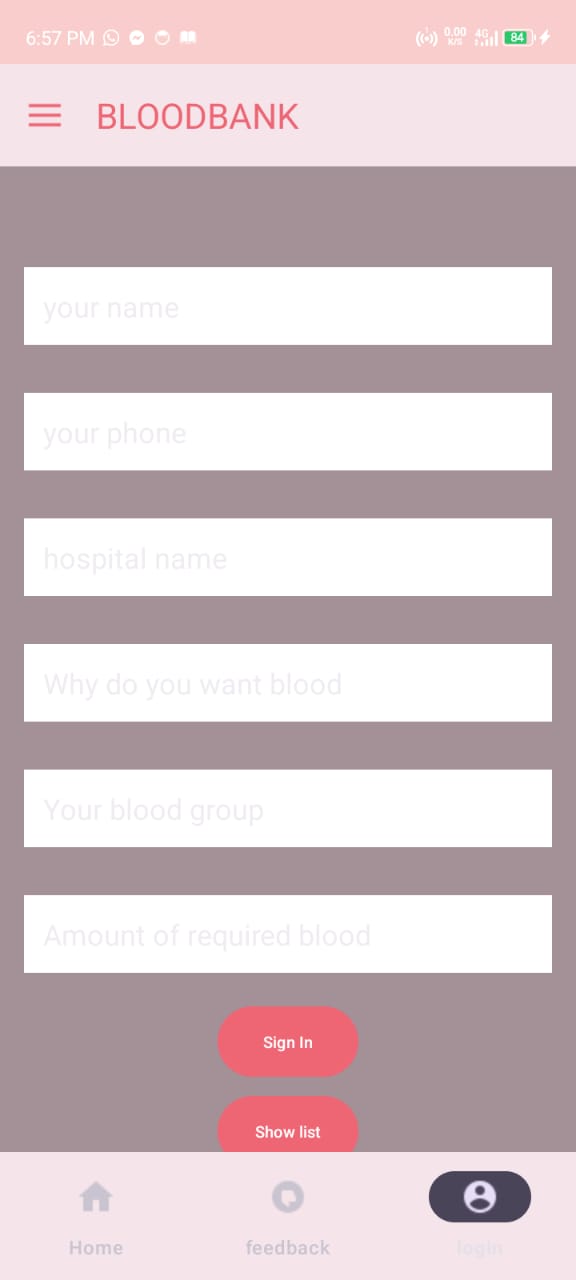 6:57 PM 0.00 K/S 4G 84
BLOODBANK
your name
your phone
hospital name
Why do you want blood
Your blood group
Amount of required blood
Sign In
Show list
Home feedback login